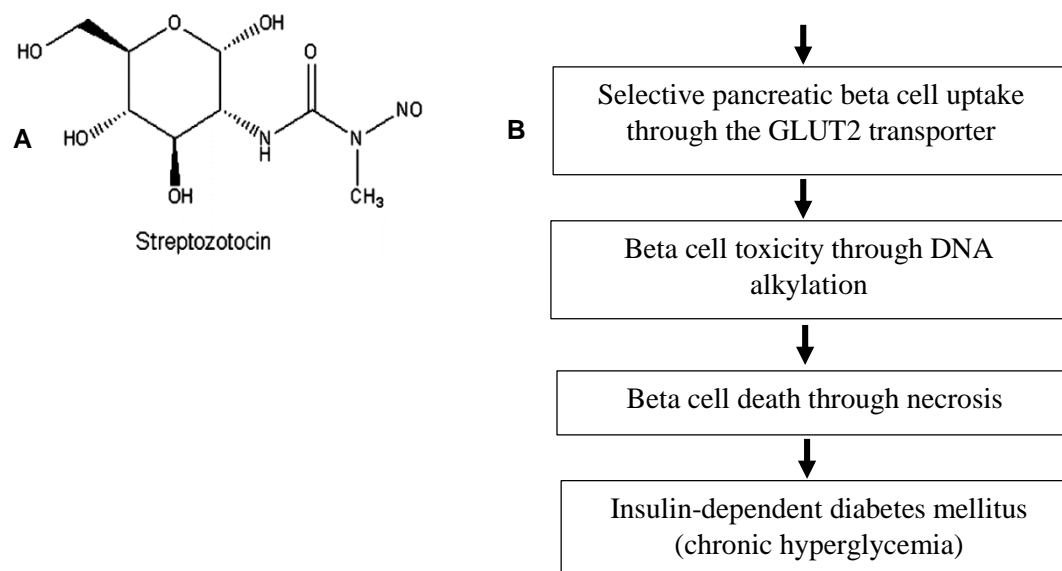 A
HO
O
OH
O
HO
N
H
N
NO
OH
CH3
Streptozotocin
B
Selective pancreatic beta cell uptake
through the GLUT2 transporter
Beta cell toxicity through DNA
alkylation
Beta cell death through necrosis
Insulin-dependent diabetes mellitus
(chronic hyperglycemia)